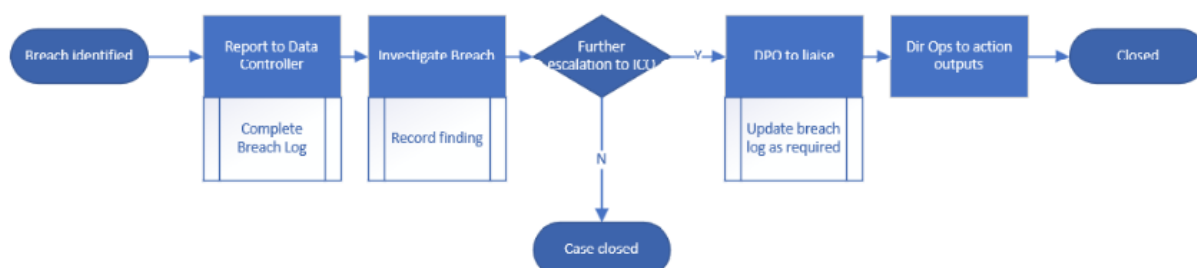 Breach identified
Report to Data
Controller
Complete
Breach Log
Investigate Breach
Record finding
Further
escalation to ICO
Y
N
Case closed
DPO to liaise
Update breach
log as required
Dir Ops to action
outputs
Closed